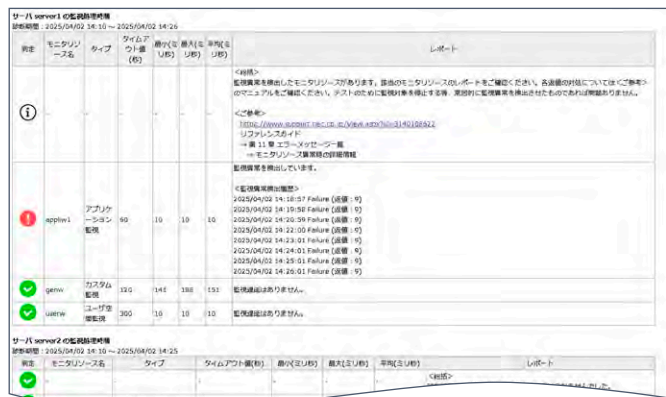 サーバ server1 の監視処理時間
診断期間 : 2025/04/02 14:10 ～ 2025/04/02 14:26
判定 モニタリソース名 タイプ タイムアウト値(秒) 最小(ミリ秒) 最大(ミリ秒) 平均(ミリ秒) レポート
<総括>
監視異常を検出したモニタリソースがあります。該当のモニタリソースのレポートをご確認ください。各返値の対処については<ご参考>
のマニュアルをご確認ください。テストのために監視対象を停止する等、意図的に監視異常を検出させたものであれば問題ありません。
- - - - - -
<ご参考>
リファレンスガイド
→ 第 11 章 エラーメッセージ一覧
→ モニタリソース異常時の詳細情報
監視異常を検出しています。
<監視異常検出履歴>
2025/04/02 14:18:57 Failure (返値 : 9)
2025/04/02 14:19:58 Failure (返値 : 9)
appliw1 アプリケーション監視 60 10 10 10
2025/04/02 14:20:59 Failure (返値 : 9)
2025/04/02 14:22:00 Failure (返値 : 9)
2025/04/02 14:23:01 Failure (返値 : 9)
2025/04/02 14:24:01 Failure (返値 : 9)
2025/04/02 14:25:01 Failure (返値 : 9)
2025/04/02 14:26:01 Failure (返値 : 9)
genw カスタム監視 120 141 151 監視遅延はありません。
userw ユーザ空間監視 300 10 10 10 監視遅延はありません。
サーバ server2 の監視処理時間
診断期間 : 2025/04/02 14:10 ～ 2025/04/02 14:25
判定 モニタリソース名 タイプ タイムアウト値(秒) 最小(ミリ秒) 最大(ミリ秒) 平均(ミリ秒) レポート
- - - - - - <総括>